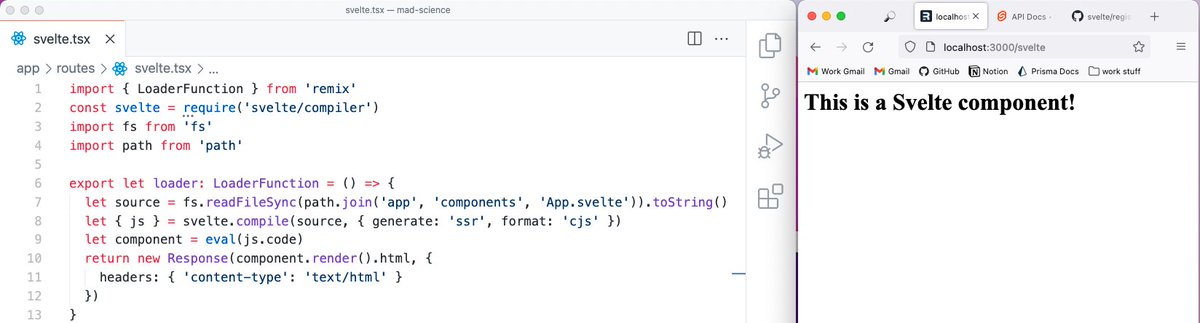 svelte.tsx — mad-science
svelte.tsx
app > routes > svelte.tsx > ...
1 import { LoaderFunction } from 'remix'
2 const svelte = require('svelte/compiler')
3 import fs from 'fs'
4 import path from 'path'
5
6 export let loader: LoaderFunction = () => {
7 let source = fs.readFileSync(path.join('app', 'components', 'App.svelte')).toString()
8 let { js } = svelte.compile(source, { generate: 'ssr', format: 'cjs' })
9 let component = eval(js.code)
10 return new Response(component.render().html, {
11 headers: { 'content-type': 'text/html' }
12 })
13 }
localhost API Docs - svelte/regi
localhost:3000/svelte
Work Gmail Gmail GitHub Notion Prisma Docs work stuff
This is a Svelte component!